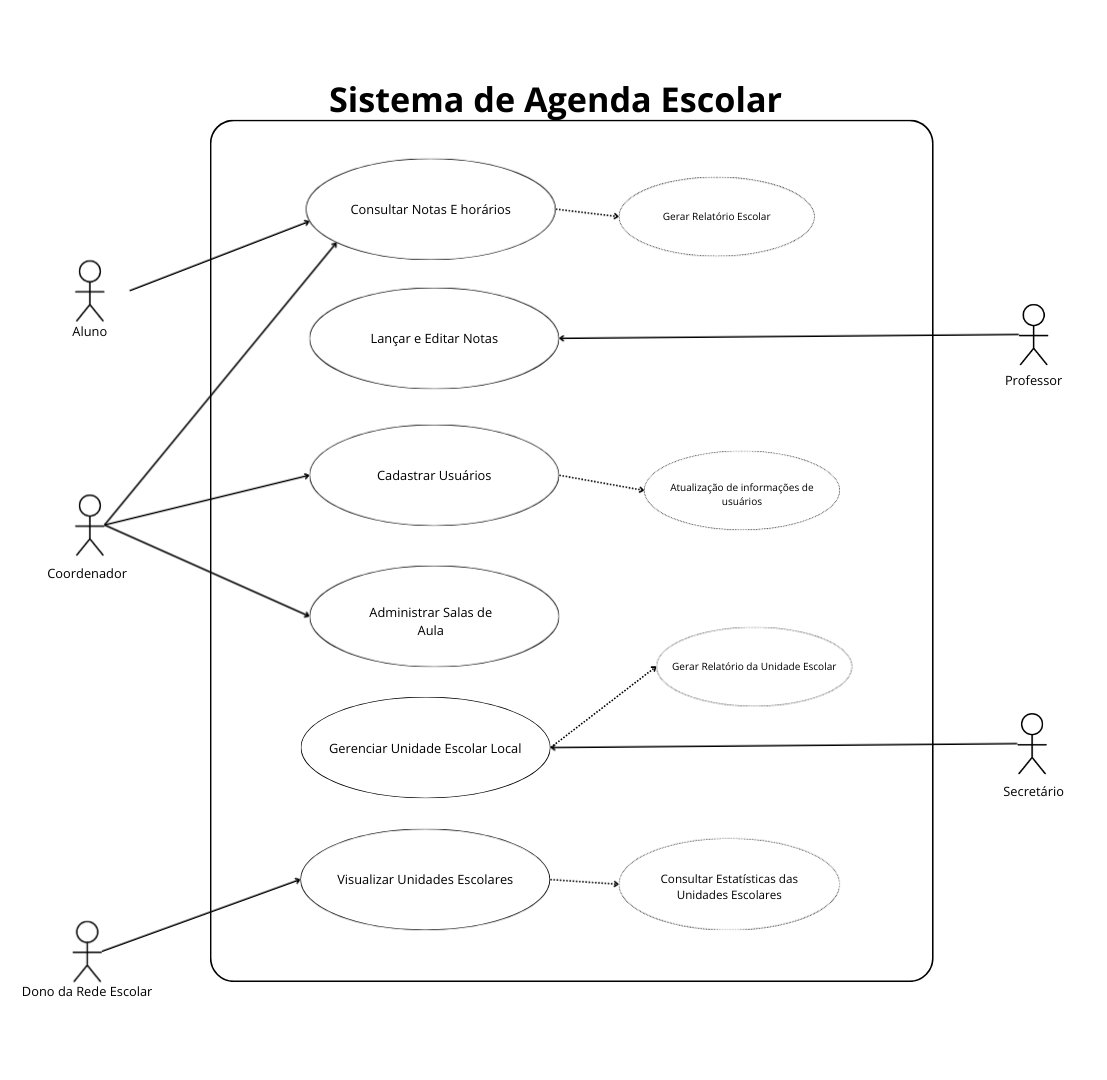 Sistema de Agenda Escolar
Consultar Notas E horários
Gerar Relatório Escolar
Aluno
Lançar e Editar Notas
Professor
Cadastrar Usuários
Atualização de informações de
usuários
Coordenador
Administrar Salas de
Aula
Gerar Relatório da Unidade Escolar
Gerenciar Unidade Escolar Local
Secretário
Visualizar Unidades Escolares
Consultar Estatísticas das
Unidades Escolares
Dono da Rede Escolar